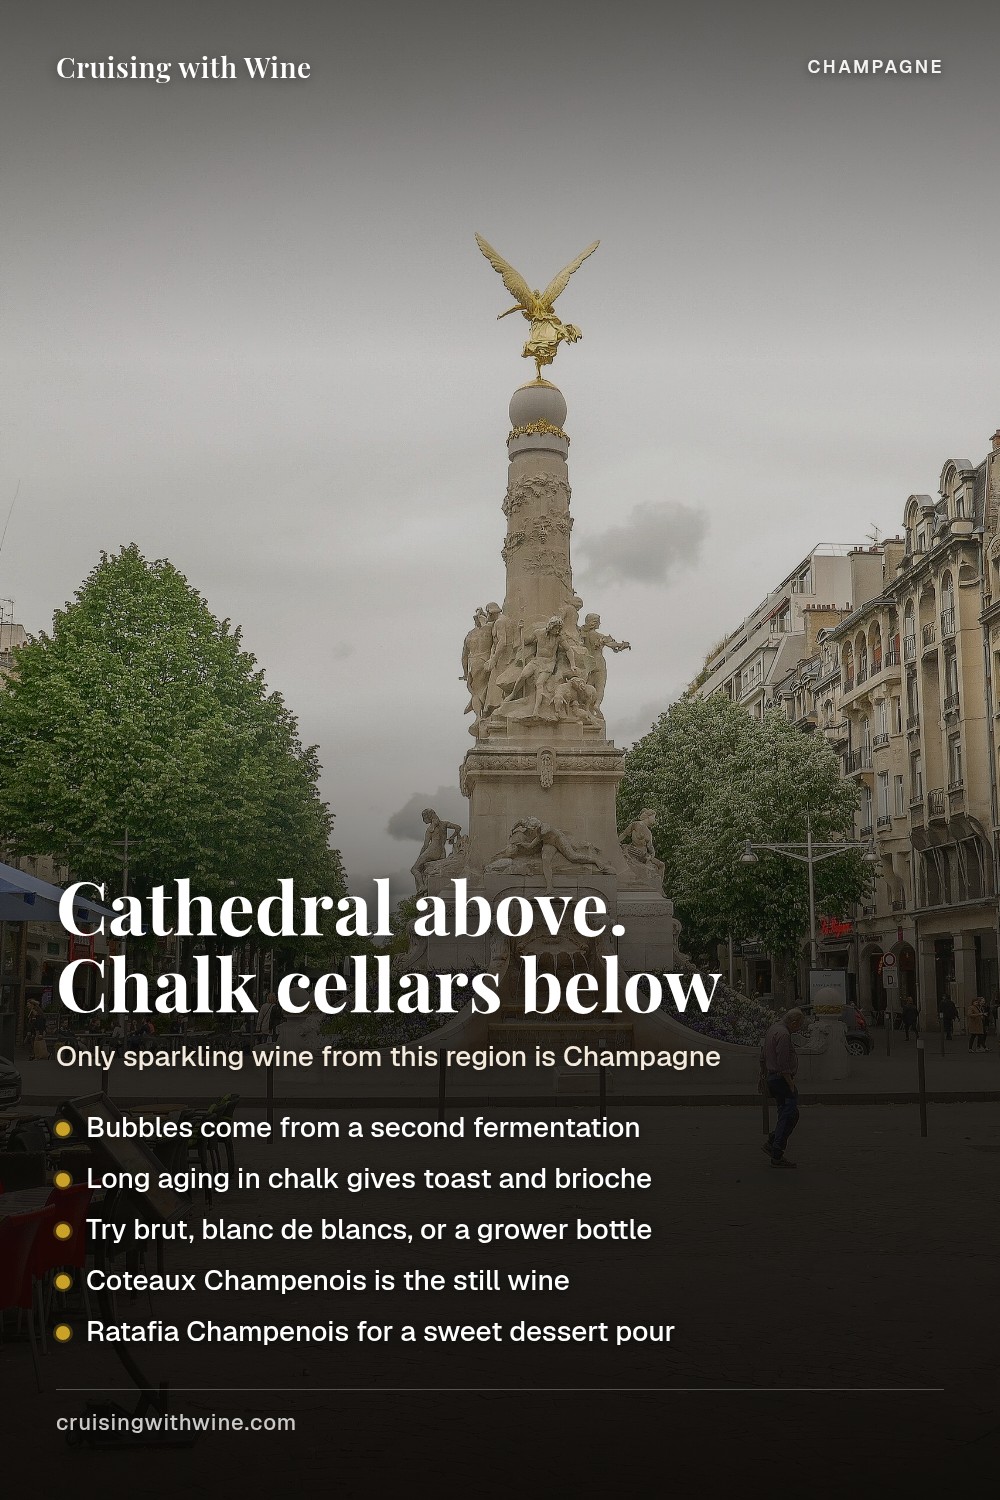 Cruising with Wine
CHAMPAGNE
Cathedral above.
Chalk cellars below
Only sparkling wine from this region is Champagne
Bubbles come from a second fermentation
Long aging in chalk gives toast and brioche
Try brut, blanc de blancs, or a grower bottle
Coteaux Champenois is the still wine
Ratafia Champenois for a sweet dessert pour
cruisingwithwine.com